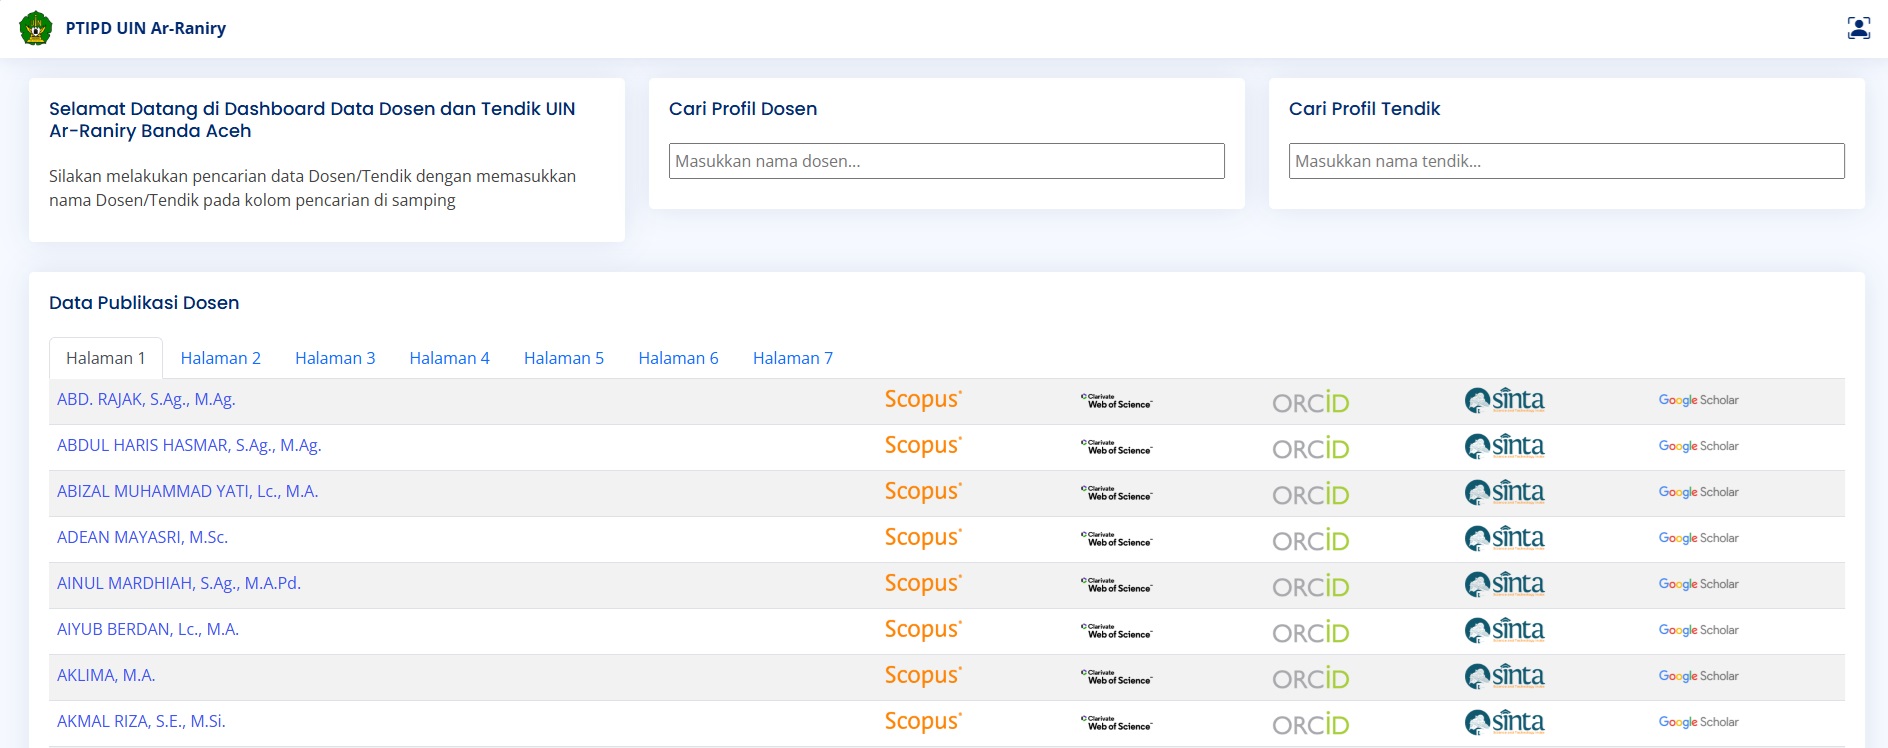 PTIPD UIN Ar-Raniry
Selamat Datang di Dashboard Data Dosen dan Tendik UIN
Ar-Raniry Banda Aceh
Silakan melakukan pencarian data Dosen/Tendik dengan memasukkan
nama Dosen/Tendik pada kolom pencarian di samping
Cari Profil Dosen
Masukkan nama dosen...
Cari Profil Tendik
Masukkan nama tendik...
Data Publikasi Dosen
Halaman 1 Halaman 2 Halaman 3 Halaman 4 Halaman 5 Halaman 6 Halaman 7
ABD. RAJAK, S.Ag., M.Ag. Scopus Clarivate Web of Science ORCID sinta Google Scholar
ABDUL HARIS HASMAR, S.Ag., M.Ag. Scopus Clarivate Web of Science ORCID sinta Google Scholar
ABIZAL MUHAMMAD YATI, Lc., M.A. Scopus Clarivate Web of Science ORCID sinta Google Scholar
ADEAN MAYASRI, M.Sc. Scopus Clarivate Web of Science ORCID sinta Google Scholar
AINUL MARDHIAH, S.Ag., M.A.Pd. Scopus Clarivate Web of Science ORCID sinta Google Scholar
AIYUB BERDAN, Lc., M.A. Scopus Clarivate Web of Science ORCID sinta Google Scholar
AKLIMA, M.A. Scopus Clarivate Web of Science ORCID sinta Google Scholar
AKMAL RIZA, S.E., M.Si. Scopus Clarivate Web of Science ORCID sinta Google Scholar